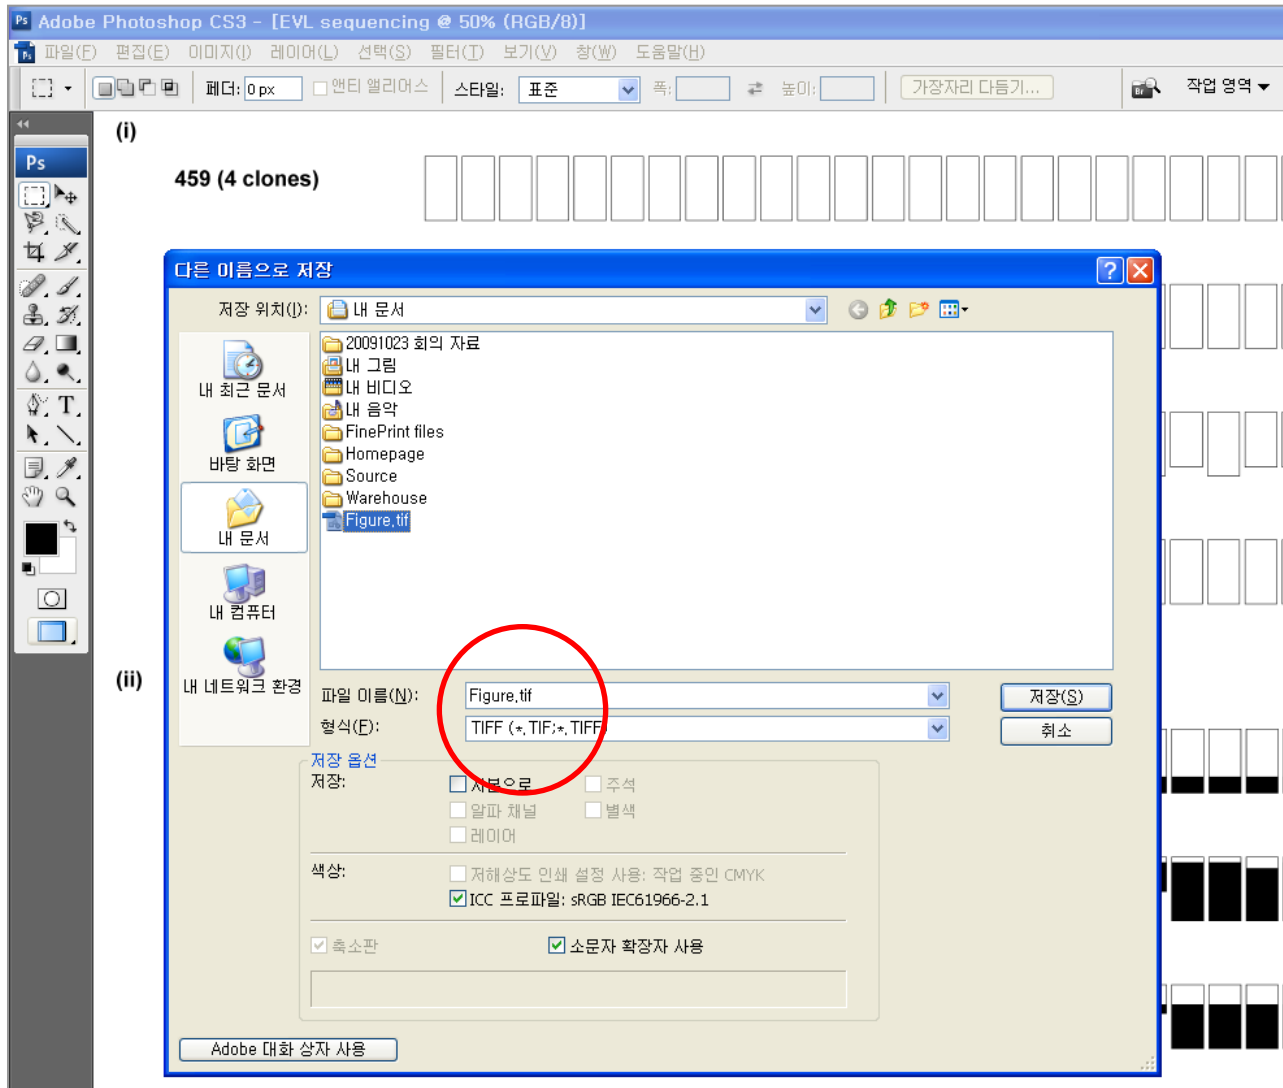 Ps Adobe Photoshop CS3 - [EVL sequencing @ 50% (RGB/8)]
파일(F) 편집(E) 이미지(I) 레이어(L) 선택(S) 필터(T) 보기(V) 창(W) 도움말(H)
페더: 0 px 앤티 앨리어스 스타일: 표준 폭: 높이: 가장자리 다듬기... Br 작업 영역
Ps
(i)
459 (4 clones)
다른 이름으로 저장
저장 위치(I): 내 문서
내 최근 문서
바탕 화면
내 문서
내 컴퓨터
내 네트워크 환경
20091023 회의 자료
내 그림
내 비디오
내 음악
FinePrint files
Homepage
Source
Warehouse
Figure.tif
(ii)
파일 이름(N): Figure.tif 저장(S)
형식(F): TIFF (*.TIF;*.TIFF) 취소
저장 옵션
저장: 사본으로 주석
알파 채널 별색
레이어
색상: 저해상도 인쇄 설정 사용: 작업 중인 CMYK
ICC 프로파일: sRGB IEC61966-2.1
축소판 소문자 확장자 사용
Adobe 대화 상자 사용